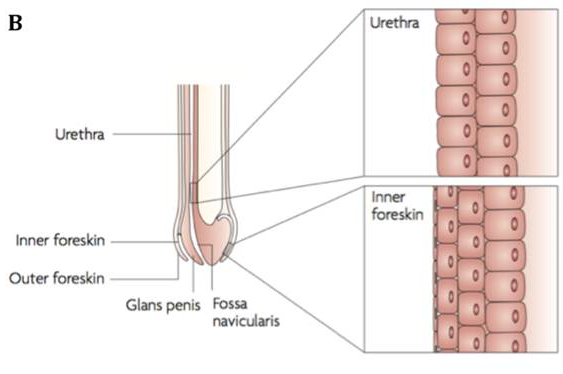 B
Urethra
Urethra
Inner
foreskin
Inner foreskin
Outer foreskin
Glans penis
Fossa
navicularis